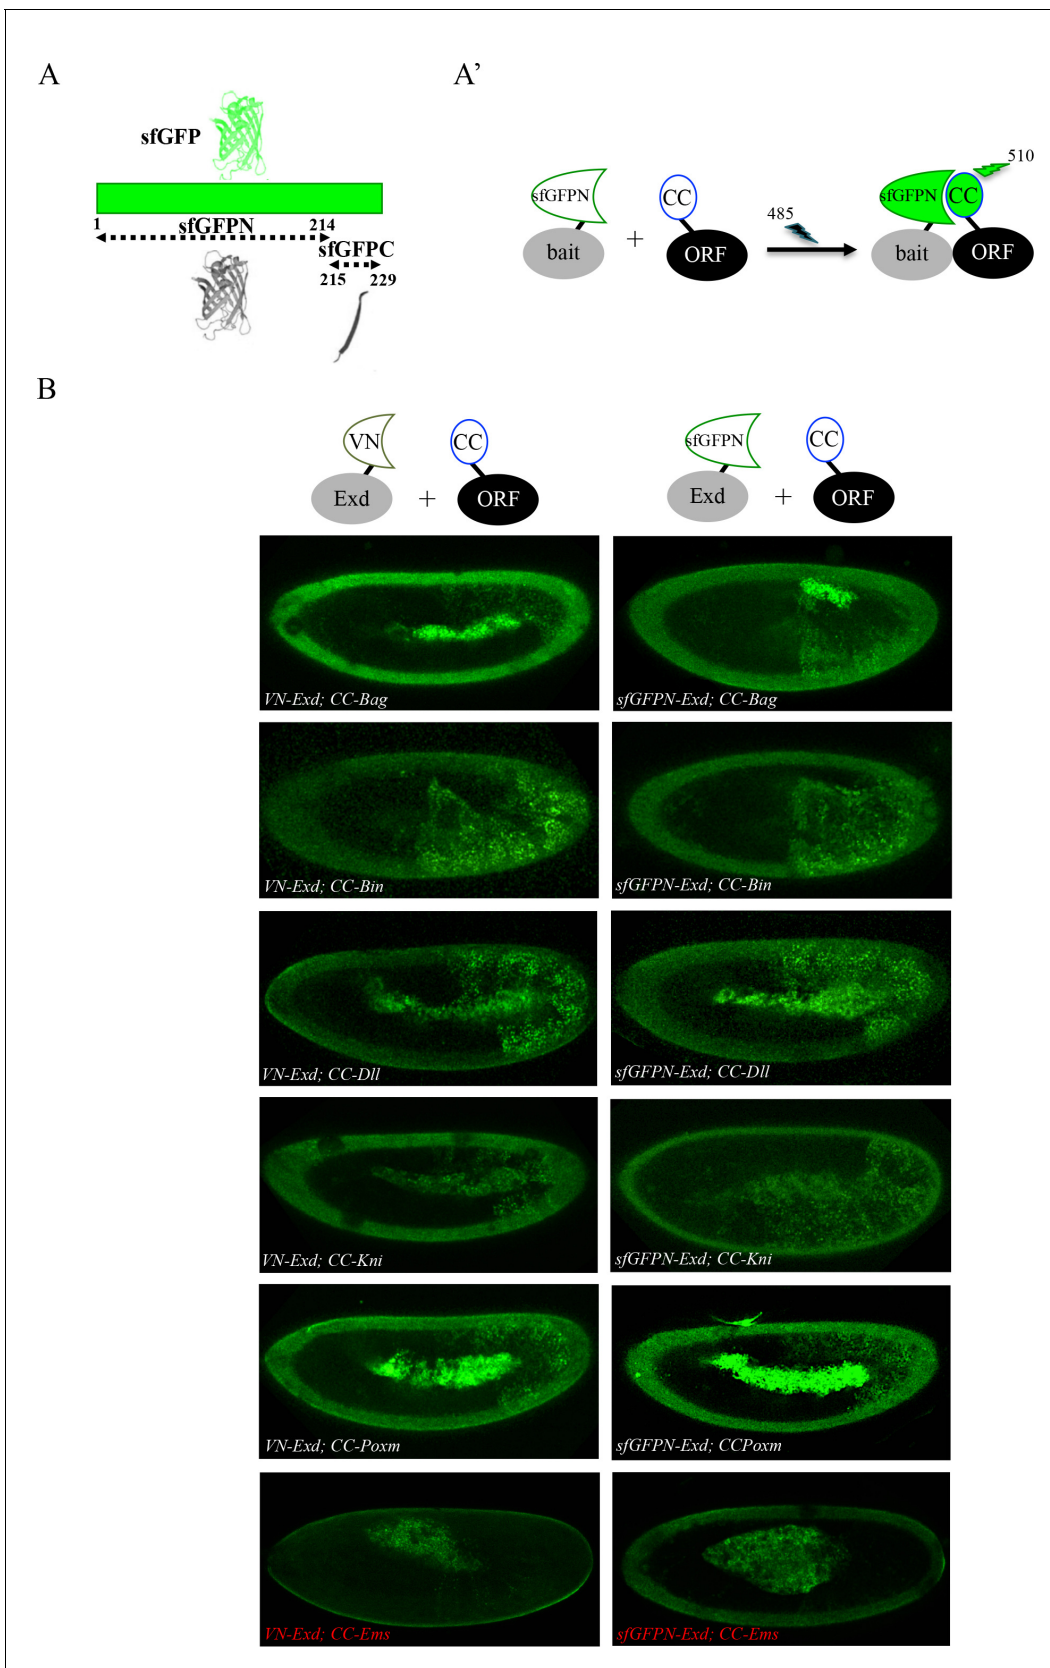 A
A'
sfGFP
1
sfGFPN
214
sfGFPC
215
229
sfGFPN
bait
+
CC
ORF
485
sfGFPN
CC
510
bait
ORF
B
VN
Exd
+
CC
ORF
sfGFPN
Exd
+
CC
ORF
VN-Exd; CC-Bag
sfGFPN-Exd; CC-Bag
VN-Exd; CC-Bin
sfGFPN-Exd; CC-Bin
VN-Exd; CC-Dll
sfGFPN-Exd; CC-Dll
VN-Exd; CC-Kni
sfGFPN-Exd; CC-Kni
VN-Exd; CC-Poxm
sfGFPN-Exd; CCPoxm
VN-Exd; CC-Ems
sfGFPN-Exd; CC-Ems